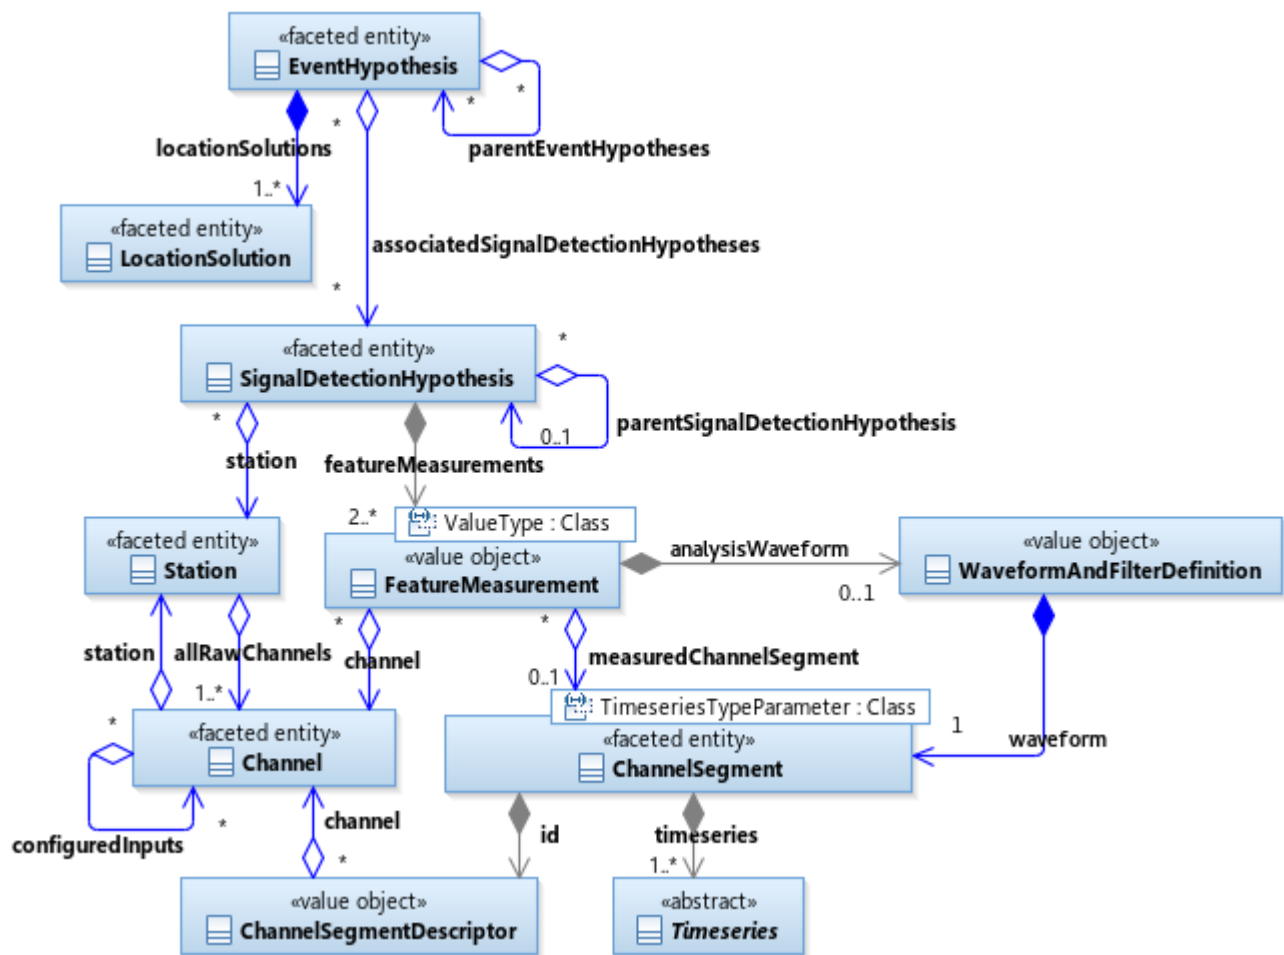 «faceted entity»
EventHypothesis
*
*
*
locationSolutions
parentEventHypotheses
1..*
«faceted entity»
LocationSolution
associatedSignalDetectionHypotheses
*
«faceted entity»
SignalDetectionHypothesis
*
*
0..1
parentSignalDetectionHypothesis
station
featureMeasurements
2..*
ValueType : Class
«faceted entity»
Station
«value object»
FeatureMeasurement
analysisWaveform
0..1
«value object»
WaveformAndFilterDefinition
*
*
station
allRawChannels
channel
measuredChannelSegment
1..*
0..1
TimeseriesTypeParameter : Class
*
«faceted entity»
Channel
«faceted entity»
ChannelSegment
1
waveform
*
configuredInputs
channel
*
id
timeseries
1..*
«value object»
ChannelSegmentDescriptor
«abstract»
Timeseries